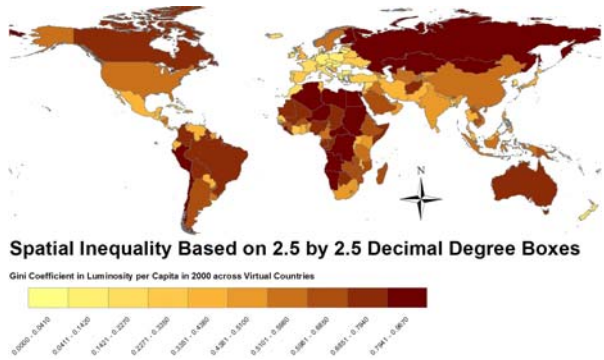 N
Spatial Inequality Based on 2.5 by 2.5 Decimal Degree Boxes
Gini Coefficient in Luminosity per Capita in 2000 across Virtual Countries
0.0000 - 0.0410
0.0411 - 0.1420
0.1421 - 0.2270
0.2271 - 0.3350
0.3351 - 0.4380
0.4381 - 0.5100
0.5101 - 0.5980
0.5981 - 0.6850
0.6851 - 0.7940
0.7941 - 0.9670